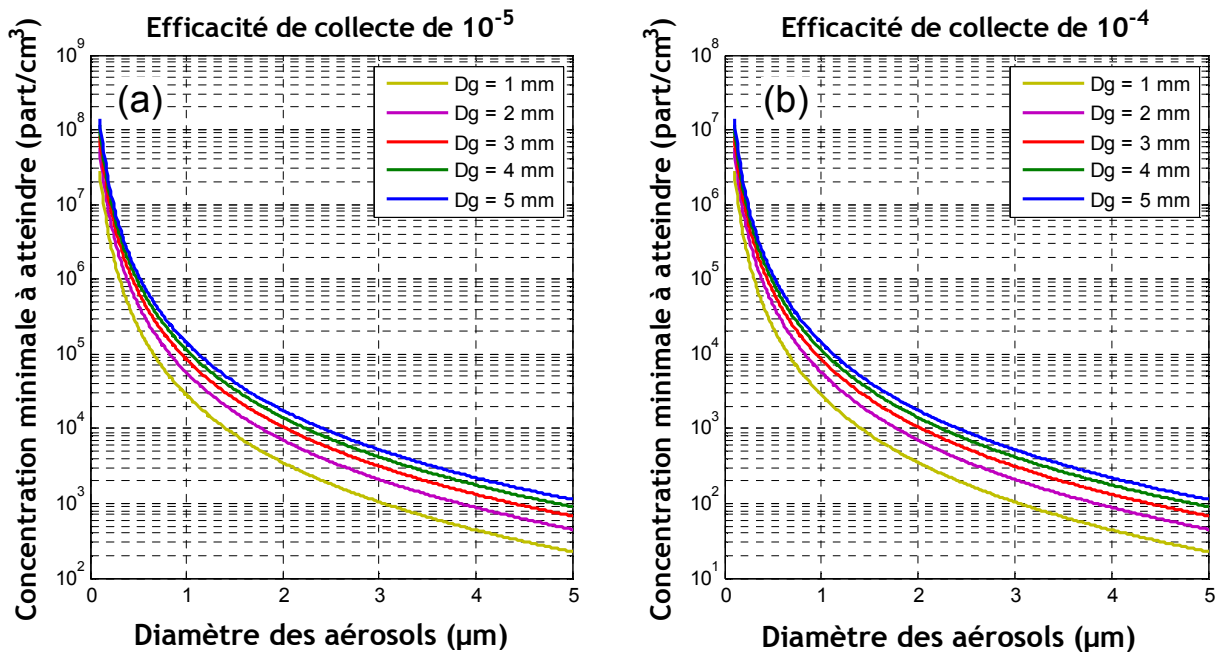 Efficacité de collecte de 10⁻⁵
Concentration minimale à atteindre (part/cm³)
10⁹
10⁸
10⁷
10⁶
10⁵
10⁴
10³
10²
(a)
Dg = 1 mm
Dg = 2 mm
Dg = 3 mm
Dg = 4 mm
Dg = 5 mm
0 1 2 3 4 5
Diamètre des aérosols (µm)
Efficacité de collecte de 10⁻⁴
Concentration minimale à atteindre (part/cm³)
10⁸
10⁷
10⁶
10⁵
10⁴
10³
10²
10¹
(b)
Dg = 1 mm
Dg = 2 mm
Dg = 3 mm
Dg = 4 mm
Dg = 5 mm
0 1 2 3 4 5
Diamètre des aérosols (µm)